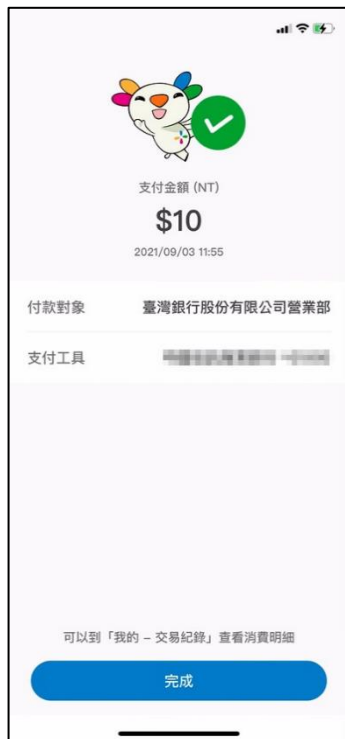 支付金額 (NT)
$10
2021/09/03 11:55
付款對象 臺灣銀行股份有限公司營業部
支付工具
可以到「我的 – 交易紀錄」查看消費明細
完成